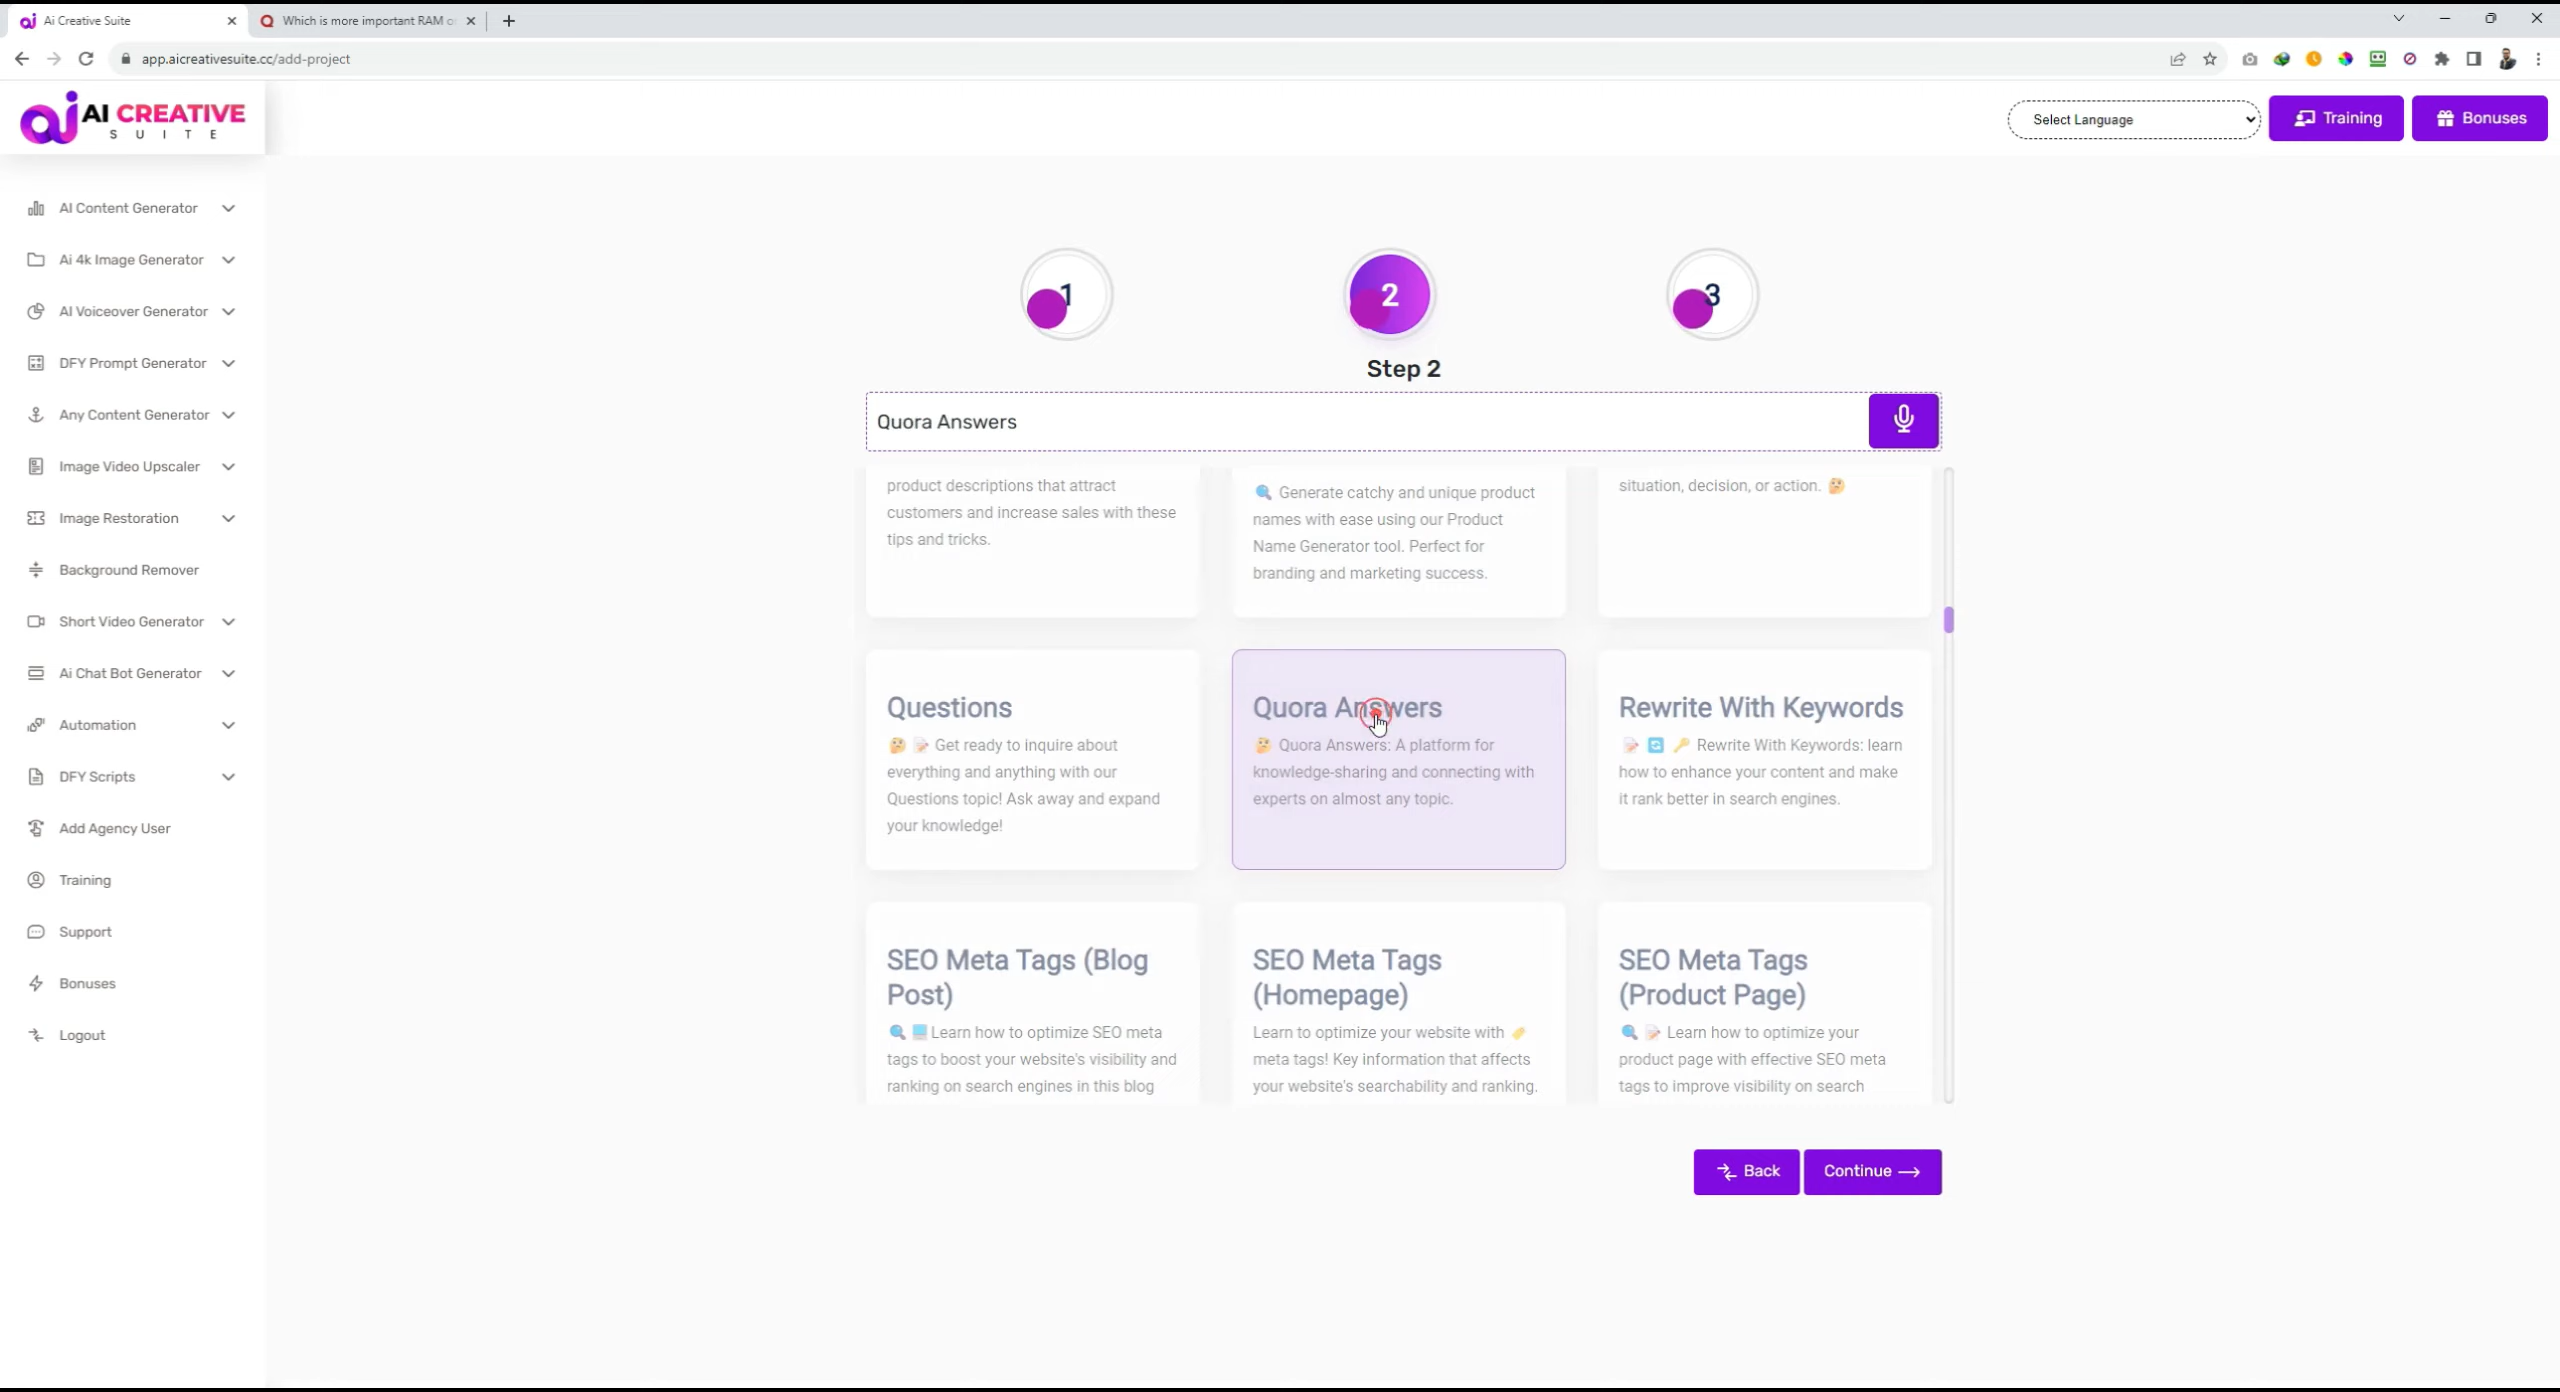 Ai Creative Suite
Which is more important RAM o
app.aicreativesuite.cc/add-project
AI CREATIVE
SUITE
Select Language
Training
Bonuses
AI Content Generator
Ai 4k Image Generator
AI Voiceover Generator
DFY Prompt Generator
Any Content Generator
Image Video Upscaler
Image Restoration
Background Remover
Short Video Generator
Ai Chat Bot Generator
Automation
DFY Scripts
Add Agency User
Training
Support
Bonuses
Logout
1
2
3
Step 2
Quora Answers
product descriptions that attract
customers and increase sales with these
tips and tricks.
🔍 Generate catchy and unique product
names with ease using our Product
Name Generator tool. Perfect for
branding and marketing success.
situation, decision, or action. 🤔
Questions
🤔 📝 Get ready to inquire about
everything and anything with our
Questions topic! Ask away and expand
your knowledge!
Quora Answers
🤔 Quora Answers: A platform for
knowledge-sharing and connecting with
experts on almost any topic.
Rewrite With Keywords
📝 🔄 🔑 Rewrite With Keywords: learn
how to enhance your content and make
it rank better in search engines.
SEO Meta Tags (Blog
Post)
🔍 💻 Learn how to optimize SEO meta
tags to boost your website's visibility and
ranking on search engines in this blog
SEO Meta Tags
(Homepage)
Learn to optimize your website with 🏷️
meta tags! Key information that affects
your website's searchability and ranking.
SEO Meta Tags
(Product Page)
🔍 📝 Learn how to optimize your
product page with effective SEO meta
tags to improve visibility on search
Back
Continue